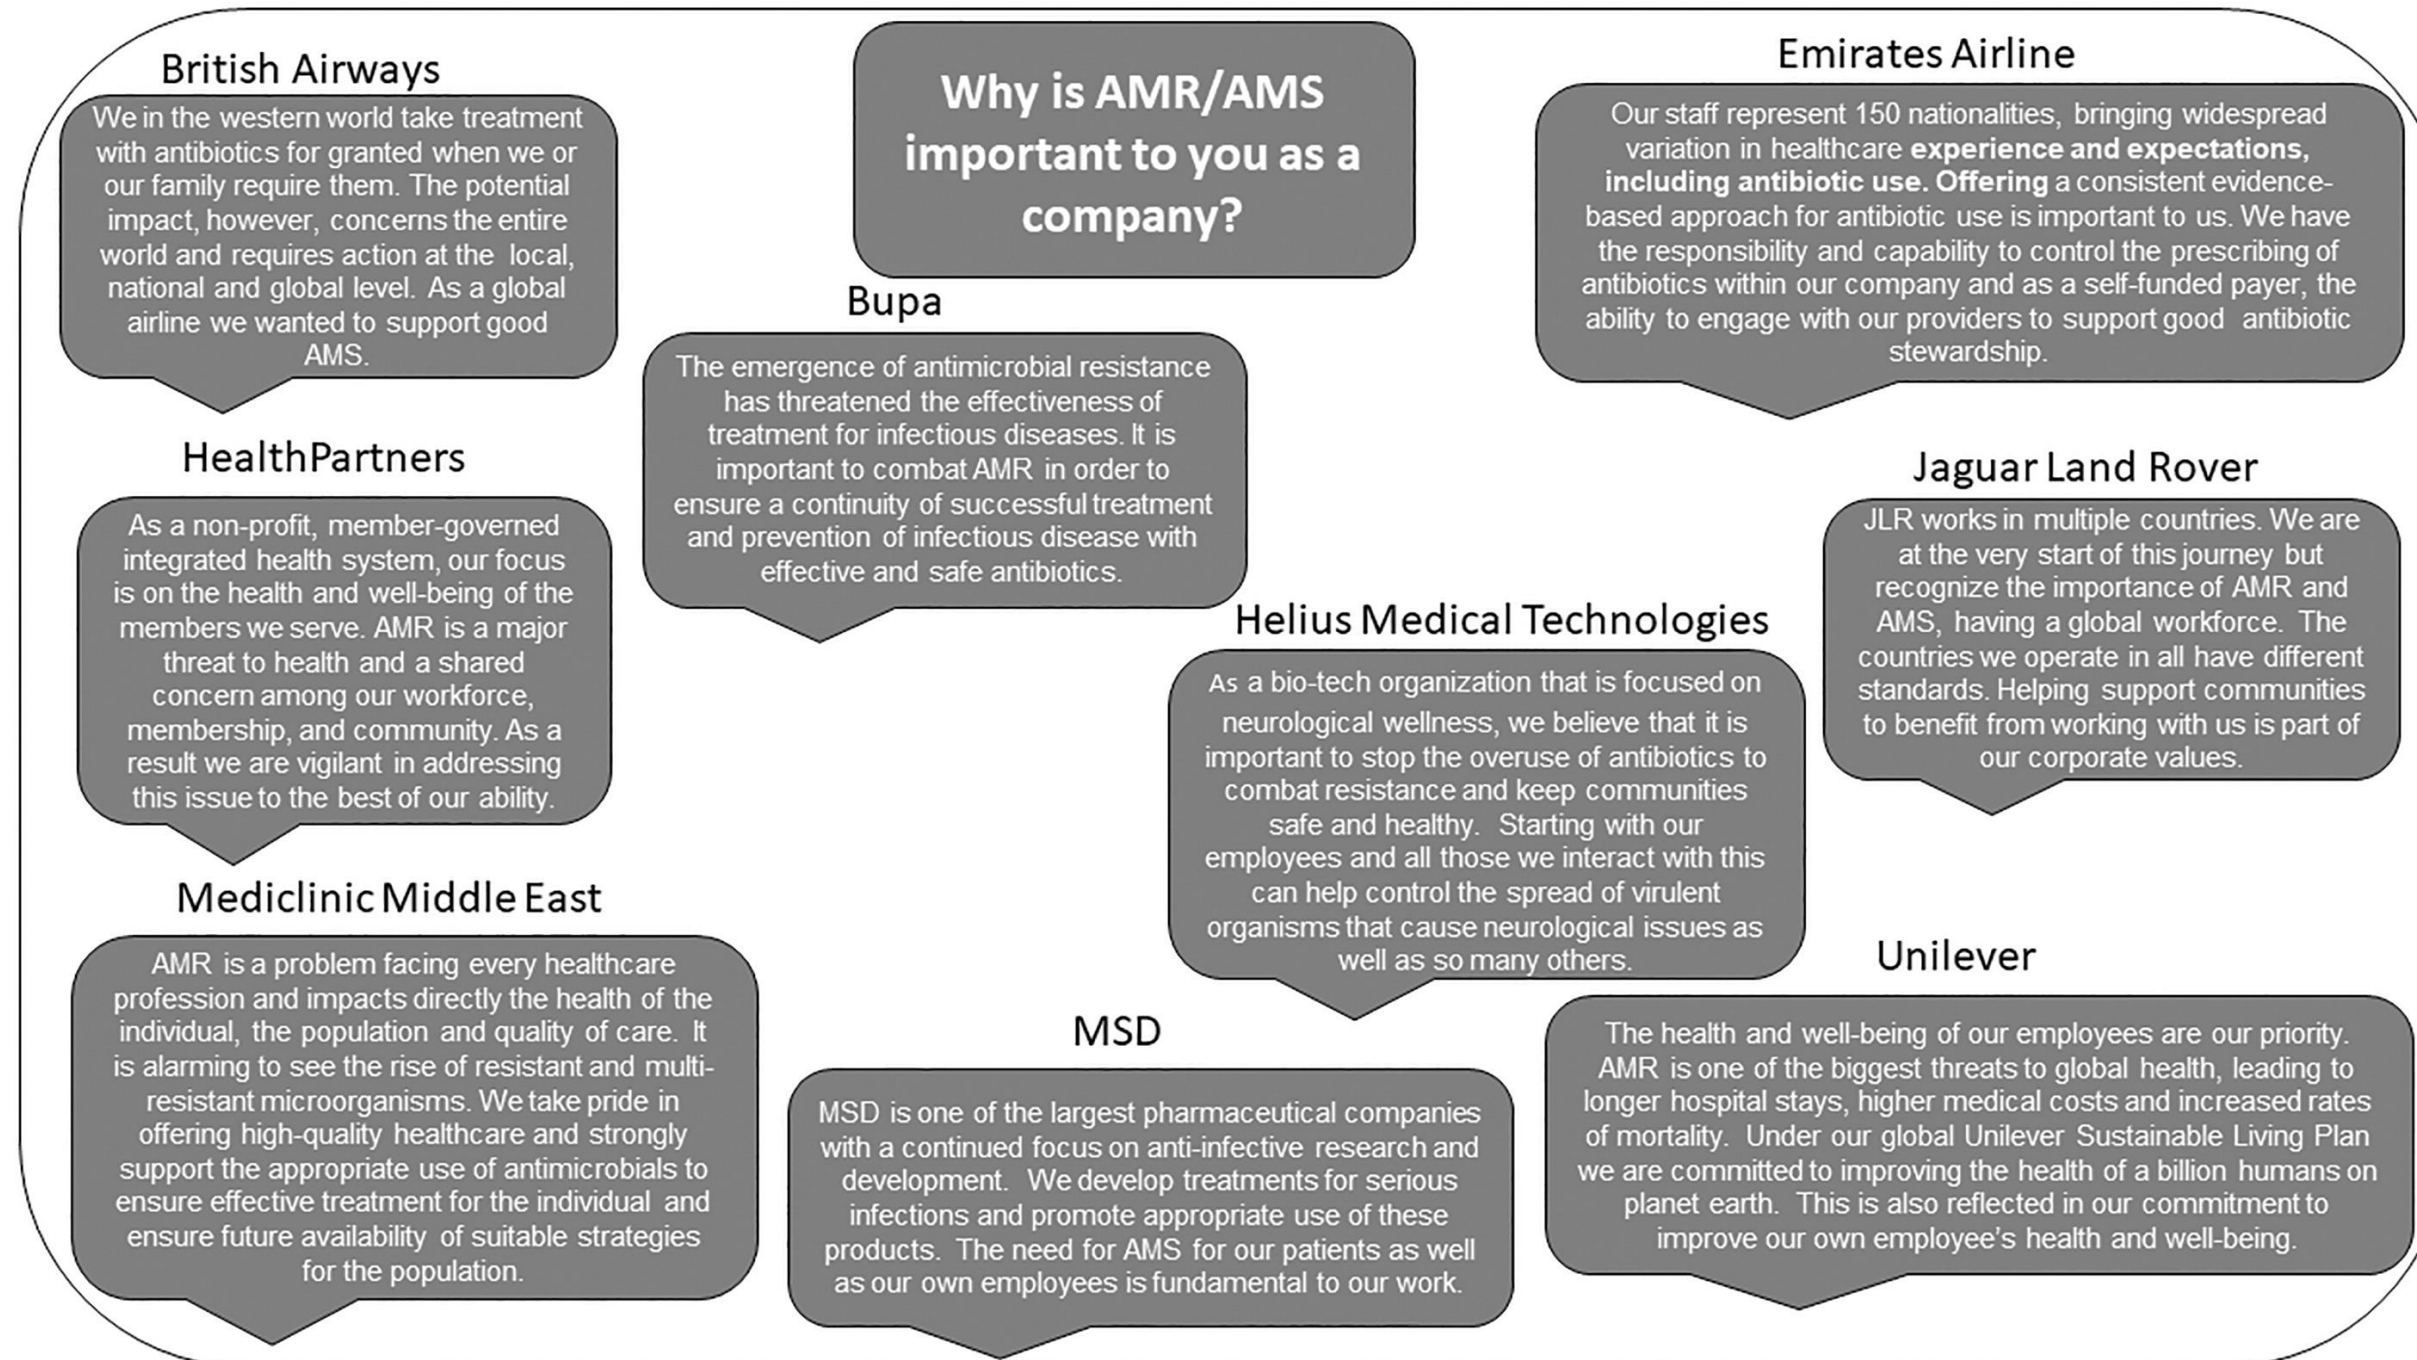 British Airways
We in the western world take treatment
with antibiotics for granted when we or
our family require them. The potential
impact, however, concerns the entire
world and requires action at the local,
national and global level. As a global
airline we wanted to support good
AMS.
Why is AMR/AMS
important to you as a
company?
Emirates Airline
Our staff represent 150 nationalities, bringing widespread
variation in healthcare experience and expectations,
including antibiotic use. Offering a consistent evidence-
based approach for antibiotic use is important to us. We have
the responsibility and capability to control the prescribing of
antibiotics within our company and as a self-funded payer, the
ability to engage with our providers to support good antibiotic
stewardship.
Bupa
The emergence of antimicrobial resistance
has threatened the effectiveness of
treatment for infectious diseases. It is
important to combat AMR in order to
ensure a continuity of successful treatment
and prevention of infectious disease with
effective and safe antibiotics.
HealthPartners
As a non-profit, member-governed
integrated health system, our focus
is on the health and well-being of the
members we serve. AMR is a major
threat to health and a shared
concern among our workforce,
membership, and community. As a
result we are vigilant in addressing
this issue to the best of our ability.
Jaguar Land Rover
JLR works in multiple countries. We are
at the very start of this journey but
recognize the importance of AMR and
AMS, having a global workforce. The
countries we operate in all have different
standards. Helping support communities
to benefit from working with us is part of
our corporate values.
Helius Medical Technologies
As a bio-tech organization that is focused on
neurological wellness, we believe that it is
important to stop the overuse of antibiotics to
combat resistance and keep communities
safe and healthy. Starting with our
employees and all those we interact with this
can help control the spread of virulent
organisms that cause neurological issues as
well as so many others.
Mediclinic Middle East
AMR is a problem facing every healthcare
profession and impacts directly the health of the
individual, the population and quality of care. It
is alarming to see the rise of resistant and multi-
resistant microorganisms. We take pride in
offering high-quality healthcare and strongly
support the appropriate use of antimicrobials to
ensure effective treatment for the individual and
ensure future availability of suitable strategies
for the population.
MSD
MSD is one of the largest pharmaceutical companies
with a continued focus on anti-infective research and
development. We develop treatments for serious
infections and promote appropriate use of these
products. The need for AMS for our patients as well
as our own employees is fundamental to our work.
Unilever
The health and well-being of our employees are our priority.
AMR is one of the biggest threats to global health, leading to
longer hospital stays, higher medical costs and increased rates
of mortality. Under our global Unilever Sustainable Living Plan
we are committed to improving the health of a billion humans on
planet earth. This is also reflected in our commitment to
improve our own employee's health and well-being.